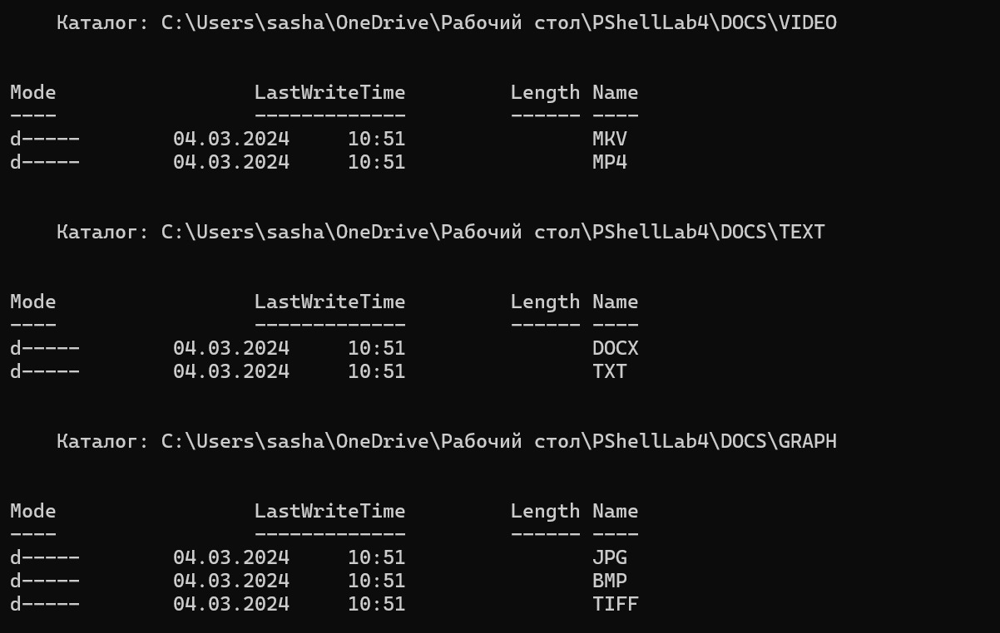 Каталог: C:\Users\sasha\OneDrive\Рабочий стол\PShellLab4\DOCS\VIDEO
Mode                 LastWriteTime         Length Name
----                 -------------         ------ ----
d-----        04.03.2024     10:51                MKV
d-----        04.03.2024     10:51                MP4
Каталог: C:\Users\sasha\OneDrive\Рабочий стол\PShellLab4\DOCS\TEXT
Mode                 LastWriteTime         Length Name
----                 -------------         ------ ----
d-----        04.03.2024     10:51                DOCX
d-----        04.03.2024     10:51                TXT
Каталог: C:\Users\sasha\OneDrive\Рабочий стол\PShellLab4\DOCS\GRAPH
Mode                 LastWriteTime         Length Name
----                 -------------         ------ ----
d-----        04.03.2024     10:51                JPG
d-----        04.03.2024     10:51                BMP
d-----        04.03.2024     10:51                TIFF